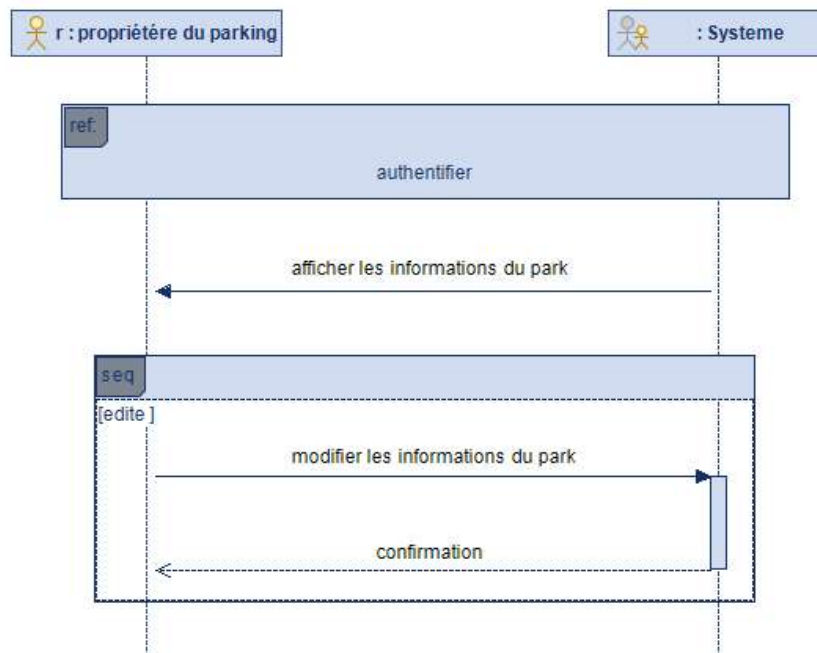 r : propriétére du parking
: Systeme
ref:
authentifier
afficher les informations du park
seq
[edite ]
modifier les informations du park
confirmation